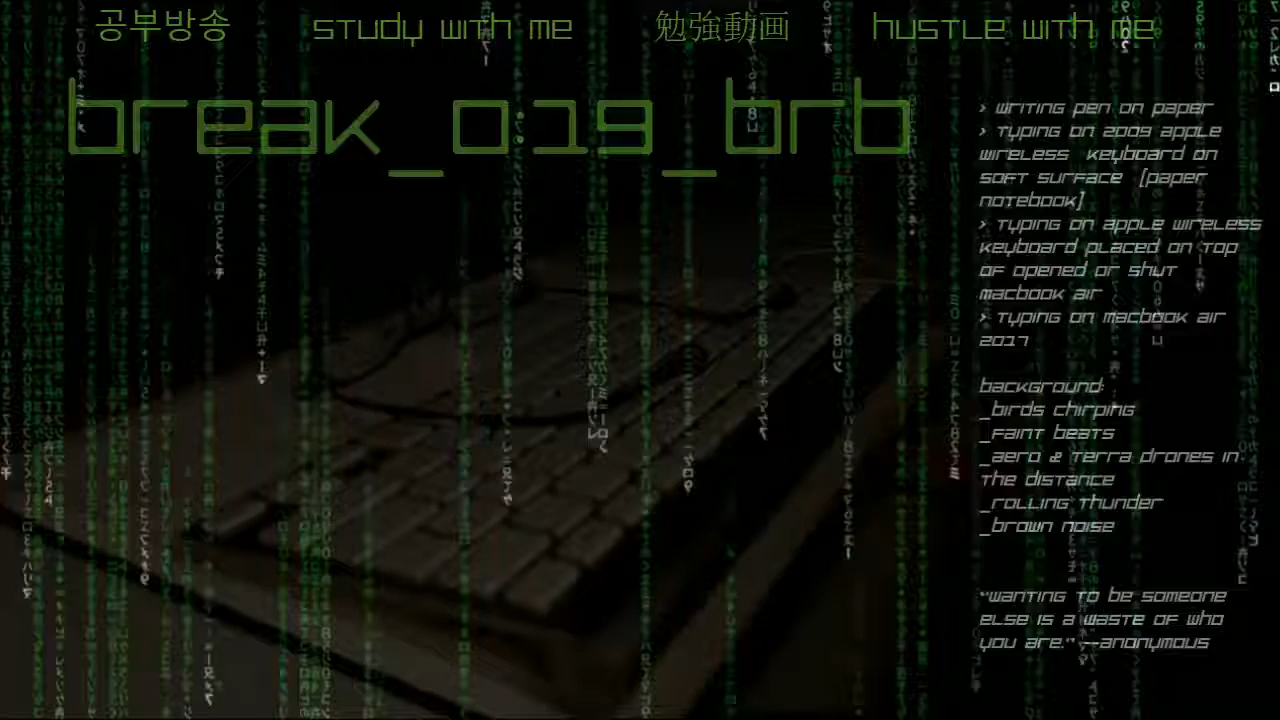 공부방송 study with me 勉強動画 hustle with me
break_019_brb
> writing pen on paper
> typing on 2009 apple
wireless keyboard on
soft surface [paper
notebook]
> typing on apple wireless
keyboard placed on top
of opened or shut
macbook air
> typing on macbook air
2017
background:
_birds chirping
_faint beats
_aero & terra drones in
the distance
_rolling thunder
_brown noise
"wanting to be someone
else is a waste of who
you are." --anonymous